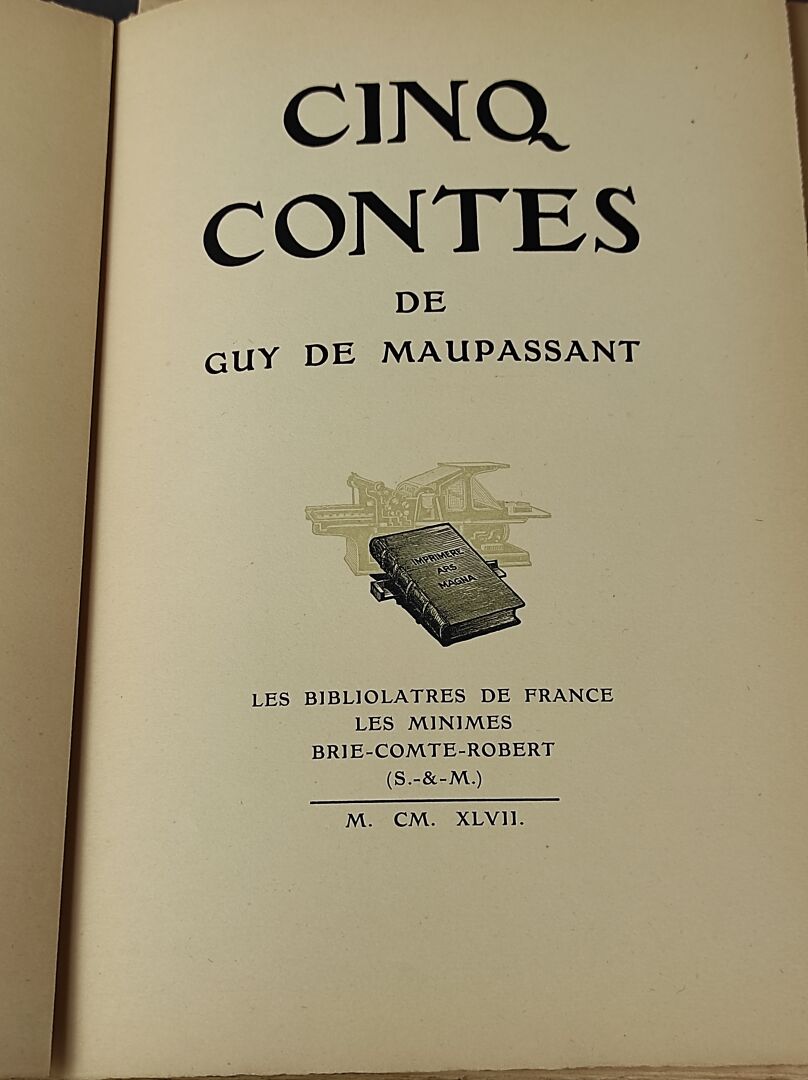 CINQ
CONTES
DE
GUY DE MAUPASSANT
IMPRIMERE
ARS
MAGNA
LES BIBLIOLATRES DE FRANCE
LES MINIMES
BRIE-COMTE-ROBERT
(S.-&-M.)
M. CM. XLVII.